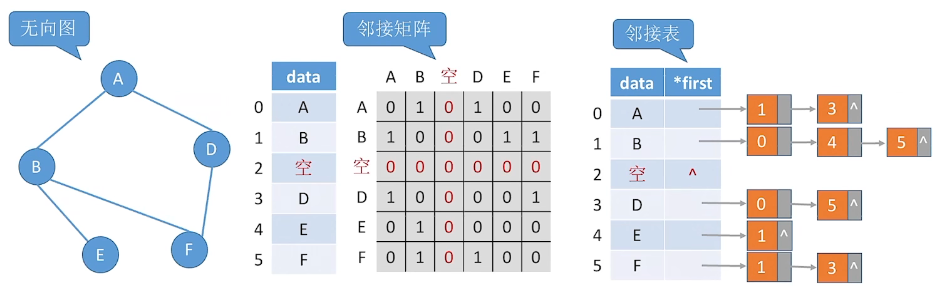 无向图
A
B
D
E
F
邻接矩阵
data
0 A
1 B
2 空
3 D
4 E
5 F
A B 空 D E F
A 0 1 0 1 0 0
B 1 0 0 0 1 1
空 0 0 0 0 0 0
D 1 0 0 0 0 1
E 0 1 0 0 0 0
F 0 1 0 1 0 0
邻接表
data *first
0 A 1 3 ^
1 B 0 4 5 ^
2 空 ^
3 D 0 5 ^
4 E 1 ^
5 F 1 3 ^